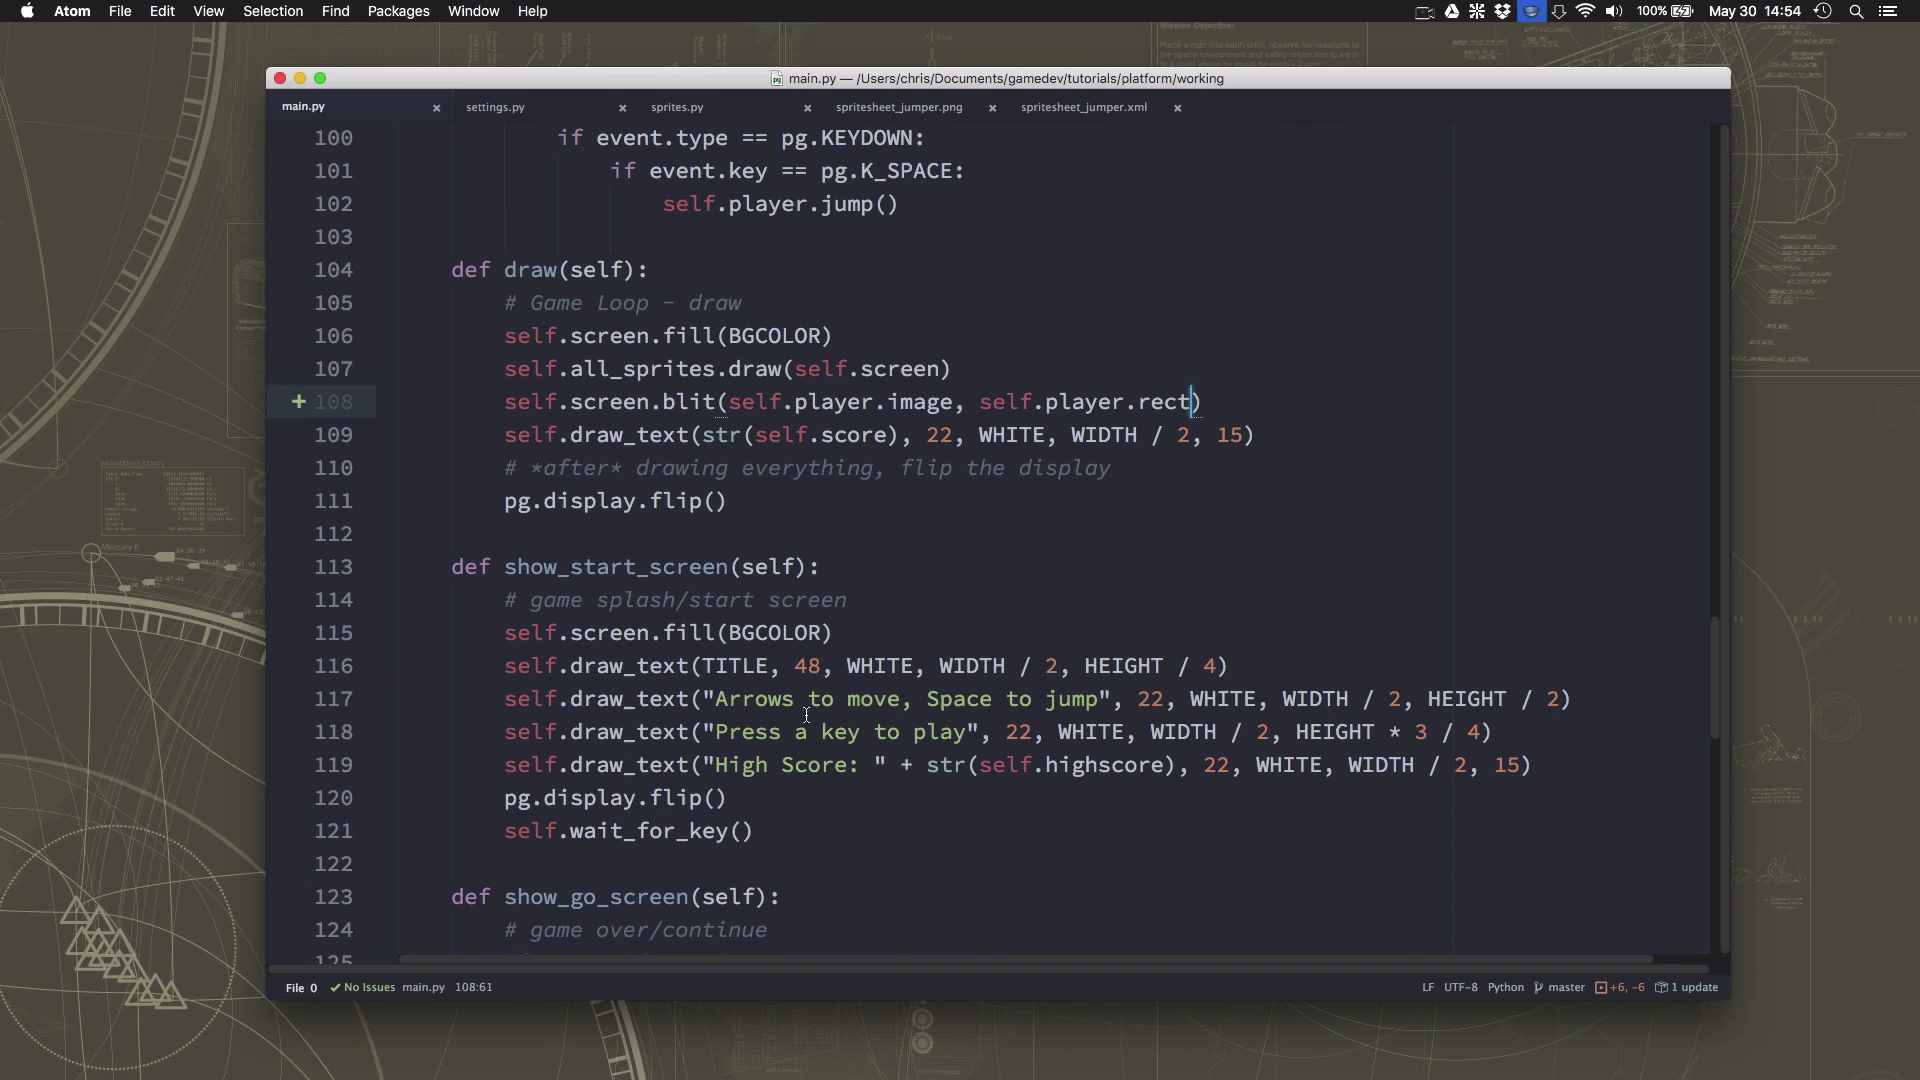 Atom File Edit View Selection Find Packages Window Help 100% May 30 14:54
Mission Objective:
main.py — /Users/chris/Documents/gamedev/tutorials/platform/working
main.py settings.py sprites.py spritesheet_jumper.png spritesheet_jumper.xml
100 if event.type == pg.KEYDOWN:
101 if event.key == pg.K_SPACE:
102 self.player.jump()
103
104 def draw(self):
105 # Game Loop - draw
106 self.screen.fill(BGCOLOR)
107 self.all_sprites.draw(self.screen)
+ 108 self.screen.blit(self.player.image, self.player.rect)
109 self.draw_text(str(self.score), 22, WHITE, WIDTH / 2, 15)
110 # *after* drawing everything, flip the display
111 pg.display.flip()
112
113 def show_start_screen(self):
114 # game splash/start screen
115 self.screen.fill(BGCOLOR)
116 self.draw_text(TITLE, 48, WHITE, WIDTH / 2, HEIGHT / 4)
117 self.draw_text("Arrows to move, Space to jump", 22, WHITE, WIDTH / 2, HEIGHT / 2)
118 self.draw_text("Press a key to play", 22, WHITE, WIDTH / 2, HEIGHT * 3 / 4)
119 self.draw_text("High Score: " + str(self.highscore), 22, WHITE, WIDTH / 2, 15)
120 pg.display.flip()
121 self.wait_for_key()
122
123 def show_go_screen(self):
124 # game over/continue
125
File 0 No Issues main.py 108:61 LF UTF-8 Python master +6, -6 1 update
Mercury 6